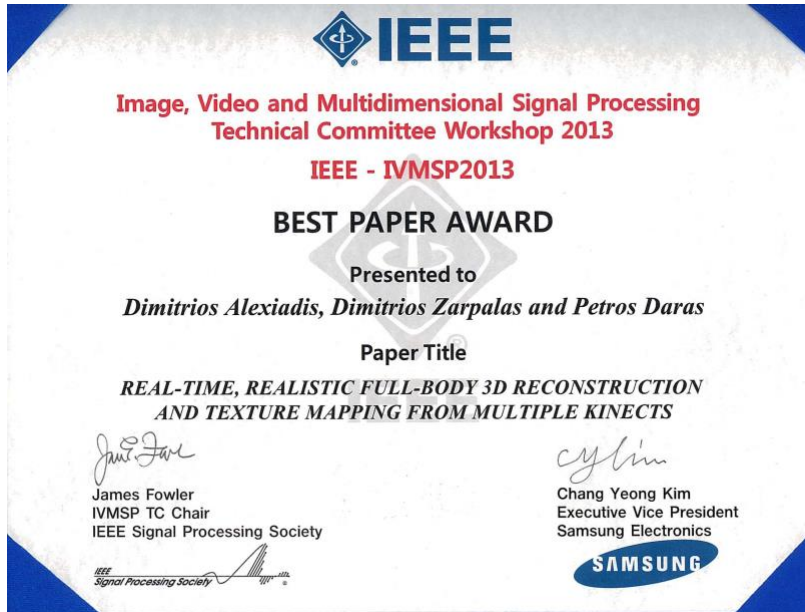 IEEE
Image, Video and Multidimensional Signal Processing
Technical Committee Workshop 2013
IEEE - IVMSP2013
BEST PAPER AWARD
Presented to
Dimitrios Alexiadis, Dimitrios Zarpalas and Petros Daras
Paper Title
REAL-TIME, REALISTIC FULL-BODY 3D RECONSTRUCTION
AND TEXTURE MAPPING FROM MULTIPLE KINECTS
James Fowler
IVMSP TC Chair
IEEE Signal Processing Society
IEEE
Signal Processing Society
Chang Yeong Kim
Executive Vice President
Samsung Electronics
SAMSUNG